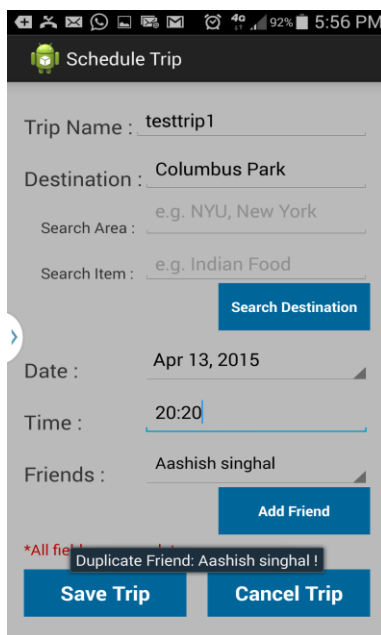 4G 92% 5:56 PM
Schedule Trip
Trip Name : testtrip1
Destination : Columbus Park
Search Area : e.g. NYU, New York
Search Item : e.g. Indian Food
Search Destination
Date : Apr 13, 2015
Time : 20:20
Friends : Aashish singhal
Add Friend
*All
Duplicate Friend: Aashish singhal !
Save Trip Cancel Trip